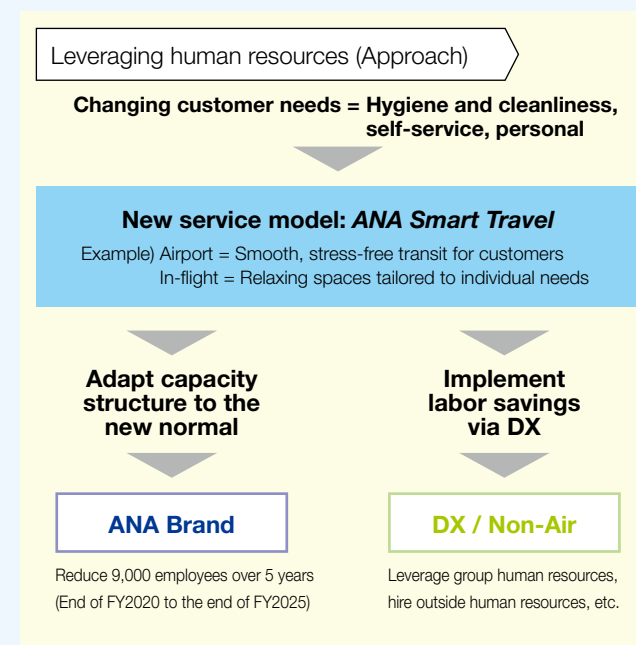 Leveraging human resources (Approach)
Changing customer needs = Hygiene and cleanliness,
self-service, personal
New service model: ANA Smart Travel
Example) Airport = Smooth, stress-free transit for customers
In-flight = Relaxing spaces tailored to individual needs
Adapt capacity
structure to the
new normal
ANA Brand
Reduce 9,000 employees over 5 years
(End of FY2020 to the end of FY2025)
Implement
labor savings
via DX
DX / Non-Air
Leverage group human resources,
hire outside human resources, etc.